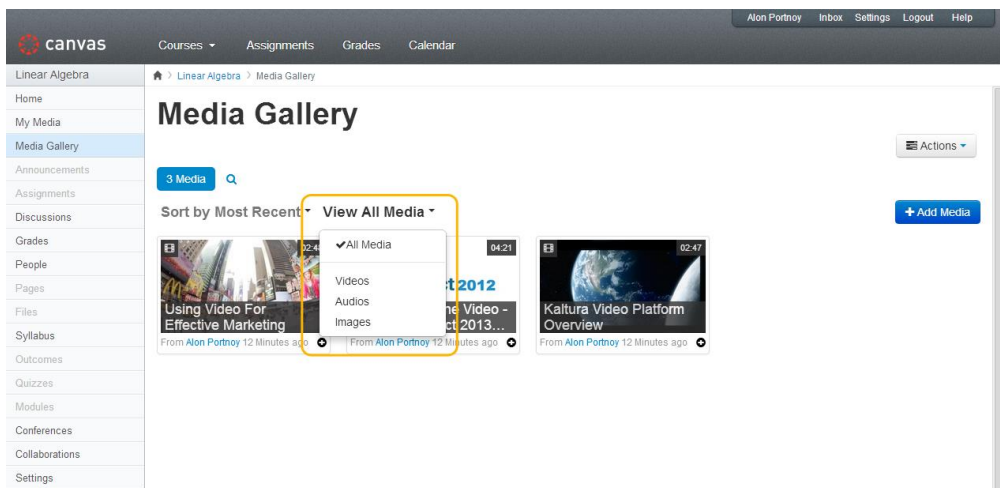 Alon Portnoy Inbox Settings Logout Help
canvas Courses Assignments Grades Calendar
Linear Algebra
Linear Algebra > Media Gallery
Home
My Media
Media Gallery
Announcements
Assignments
Discussions
Grades
People
Pages
Files
Syllabus
Outcomes
Quizzes
Modules
Conferences
Collaborations
Settings
Media Gallery
Actions
3 Media
Sort by Most Recent View All Media
+ Add Media
All Media
Videos
Audios
Images
Using Video For
Effective Marketing
From Alon Portnoy 12 Minutes ago
04:21
2012
Video -
2013...
From Alon Portnoy 12 Minutes ago
02:47
Kaltura Video Platform
Overview
From Alon Portnoy 12 Minutes ago